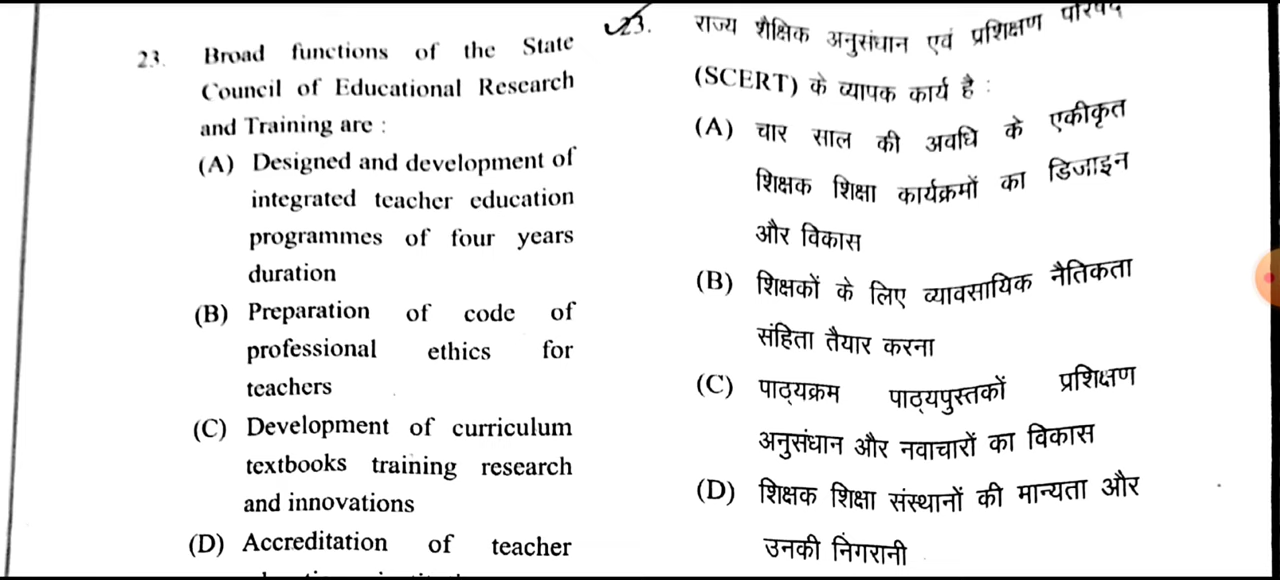 23. Broad functions of the State
Council of Educational Research
and Training are :
(A) Designed and development of
integrated teacher education
programmes of four years
duration
(B) Preparation of code of
professional ethics for
teachers
(C) Development of curriculum
textbooks training research
and innovations
(D) Accreditation of teacher
23. राज्य शैक्षिक अनुसंधान एवं प्रशिक्षण परिषद
(SCERT) के व्यापक कार्य है :
(A) चार साल की अवधि के एकीकृत
शिक्षक शिक्षा कार्यक्रमों का डिजाइन
और विकास
(B) शिक्षकों के लिए व्यावसायिक नैतिकता
संहिता तैयार करना
(C) पाठ्यक्रम पाठ्यपुस्तकों प्रशिक्षण
अनुसंधान और नवाचारों का विकास
(D) शिक्षक शिक्षा संस्थानों की मान्यता और
उनकी निगरानी